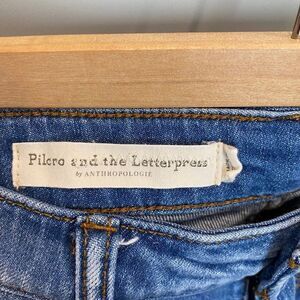 Pilcro and the Letterpress
by ANTHROPOLOGIE